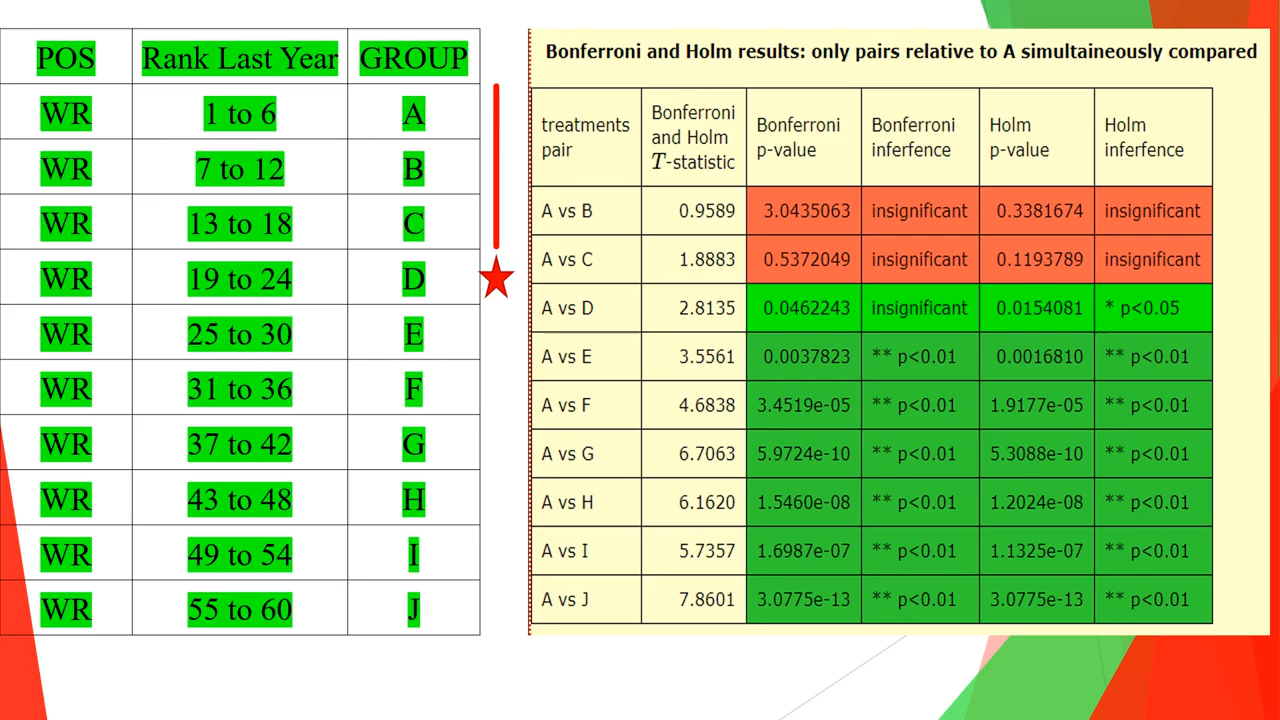 POS Rank Last Year GROUP
WR 1 to 6 A
WR 7 to 12 B
WR 13 to 18 C
WR 19 to 24 D
WR 25 to 30 E
WR 31 to 36 F
WR 37 to 42 G
WR 43 to 48 H
WR 49 to 54 I
WR 55 to 60 J
Bonferroni and Holm results: only pairs relative to A simultaineously compared
treatments pair Bonferroni and Holm T-statistic Bonferroni p-value Bonferroni inferfence Holm p-value Holm inferfence
A vs B 0.9589 3.0435063 insignificant 0.3381674 insignificant
A vs C 1.8883 0.5372049 insignificant 0.1193789 insignificant
A vs D 2.8135 0.0462243 insignificant 0.0154081 * p<0.05
A vs E 3.5561 0.0037823 ** p<0.01 0.0016810 ** p<0.01
A vs F 4.6838 3.4519e-05 ** p<0.01 1.9177e-05 ** p<0.01
A vs G 6.7063 5.9724e-10 ** p<0.01 5.3088e-10 ** p<0.01
A vs H 6.1620 1.5460e-08 ** p<0.01 1.2024e-08 ** p<0.01
A vs I 5.7357 1.6987e-07 ** p<0.01 1.1325e-07 ** p<0.01
A vs J 7.8601 3.0775e-13 ** p<0.01 3.0775e-13 ** p<0.01